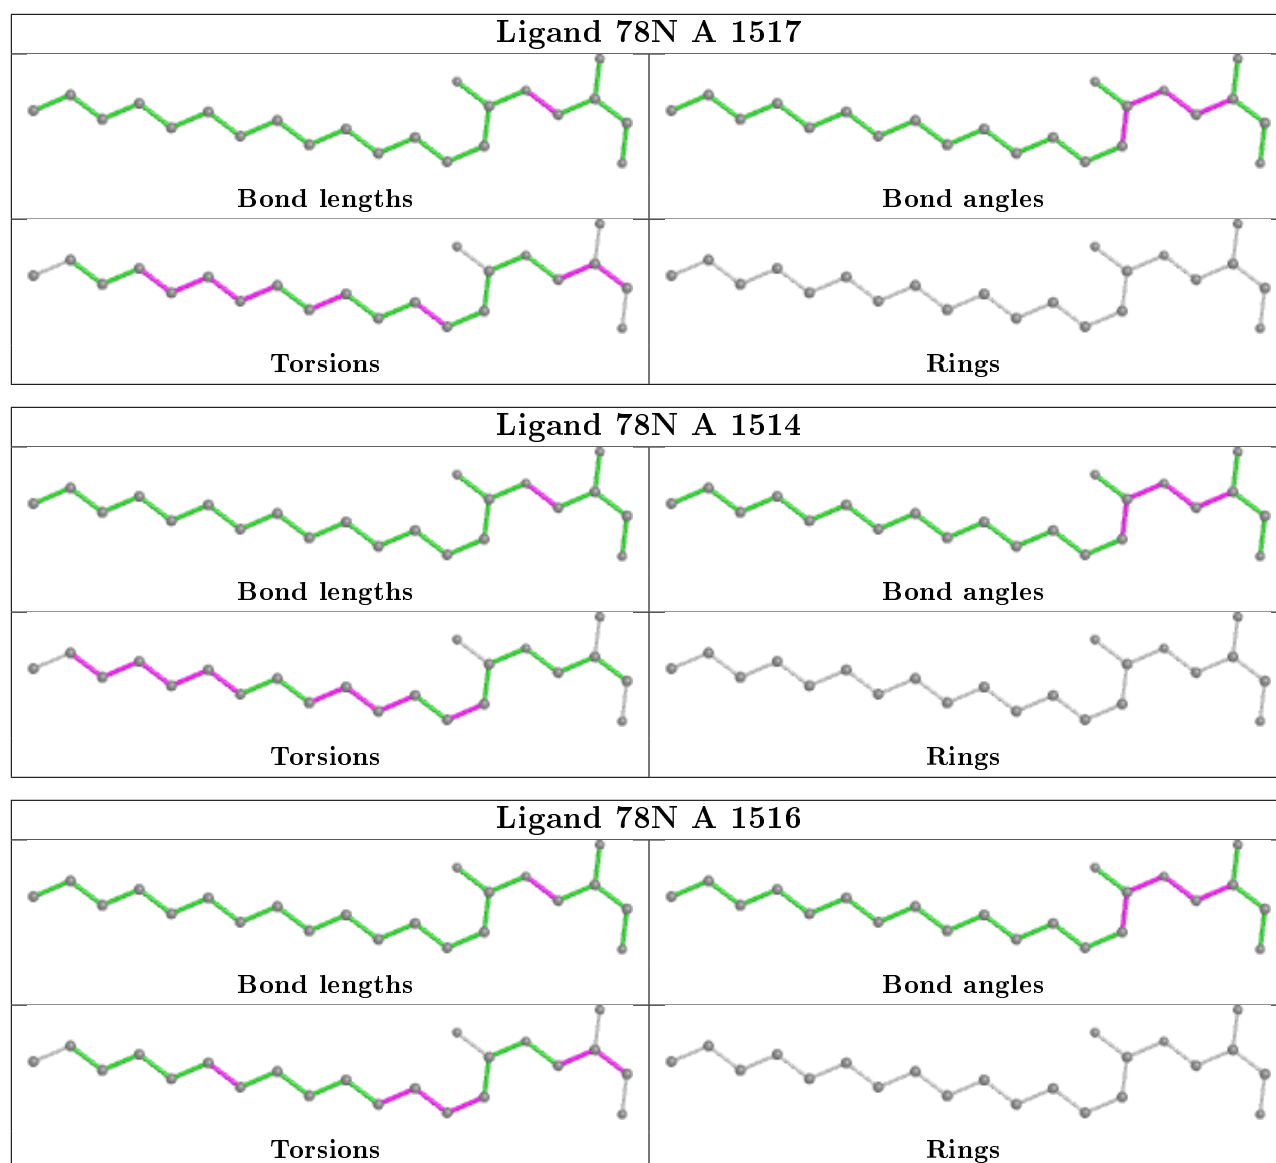 Ligand 78N A 1517
Bond lengths
Bond angles
Torsions
Rings
Ligand 78N A 1514
Bond lengths
Bond angles
Torsions
Rings
Ligand 78N A 1516
Bond lengths
Bond angles
Torsions
Rings